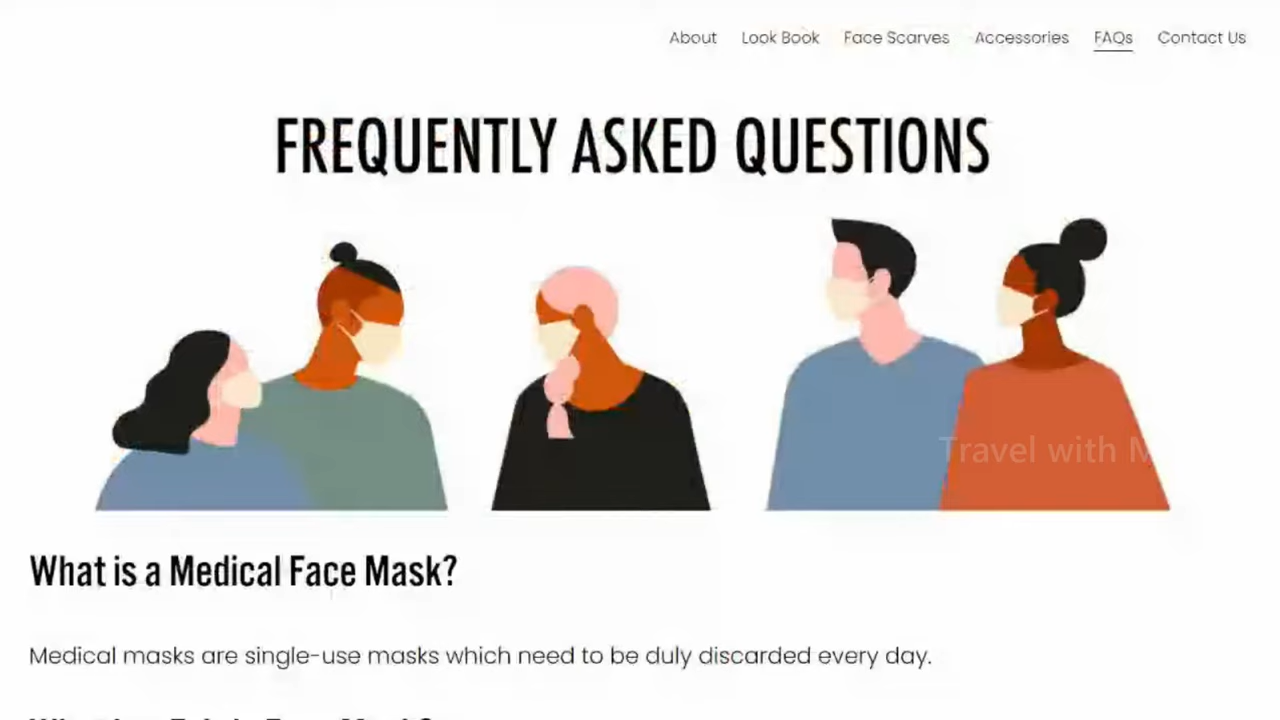 About Look Book Face Scarves Accessories FAQs Contact Us
FREQUENTLY ASKED QUESTIONS
Travel with M
What is a Medical Face Mask?
Medical masks are single-use masks which need to be duly discarded every day.